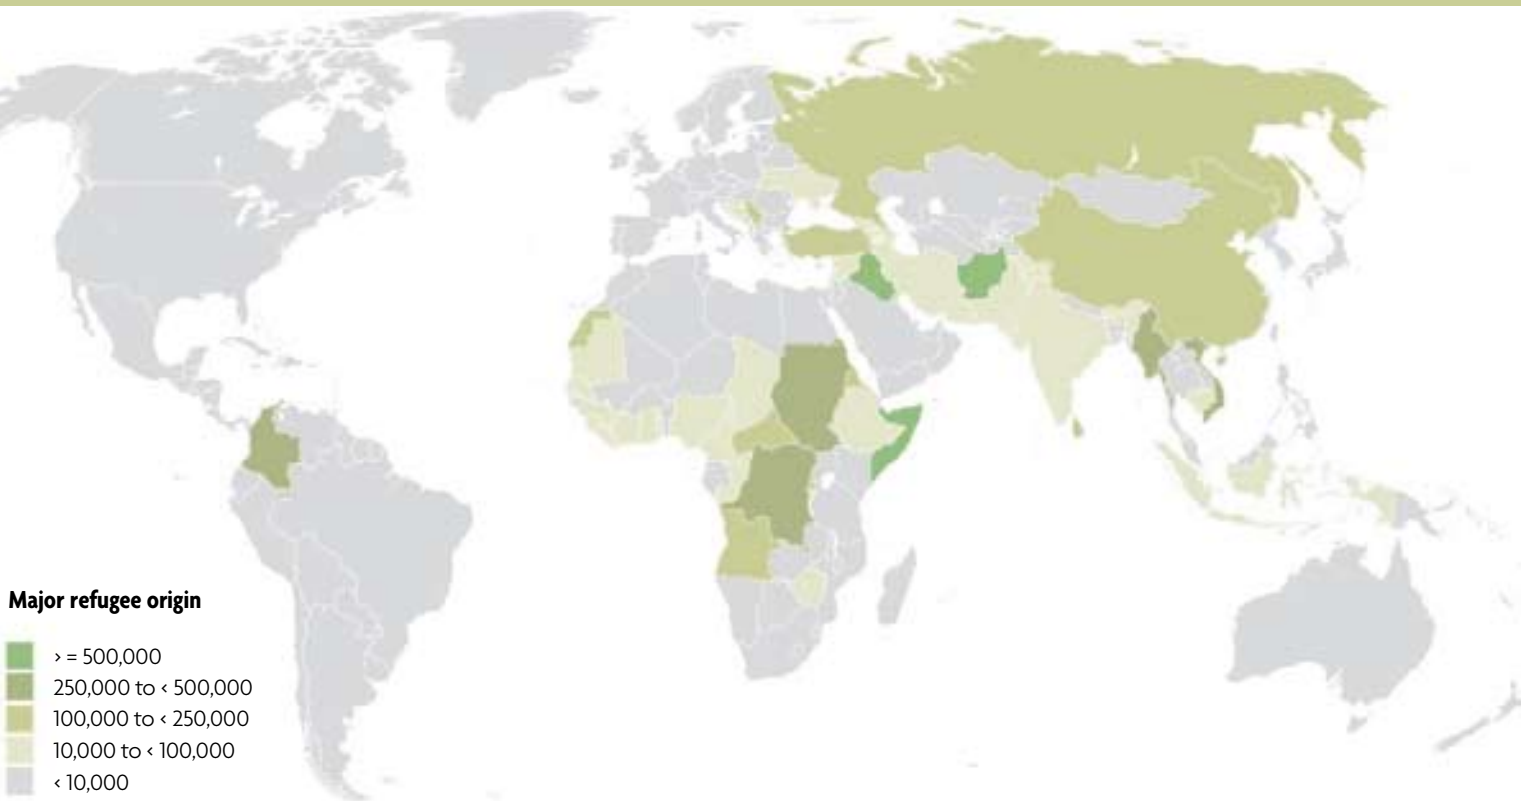 Major refugee origin
> = 500,000
250,000 to < 500,000
100,000 to < 250,000
10,000 to < 100,000
< 10,000